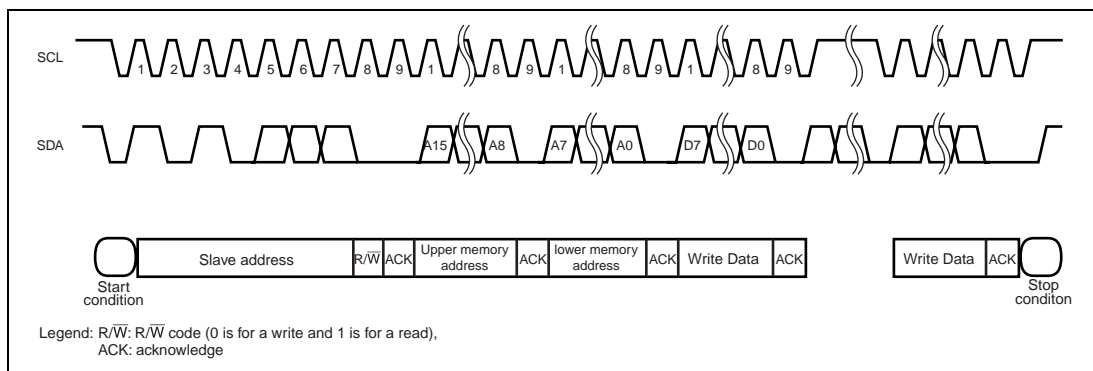 SCL
1 2 3 4 5 6 7 8 9 1 8 9 1 8 9 1 8 9
SDA
A15 A8 A7 A0 D7 D0
Slave address R/W̅ ACK Upper memory address ACK lower memory address ACK Write Data ACK Write Data ACK
Start condition
Stop conditon
Legend: R/W̅: R/W̅ code (0 is for a write and 1 is for a read),
ACK: acknowledge